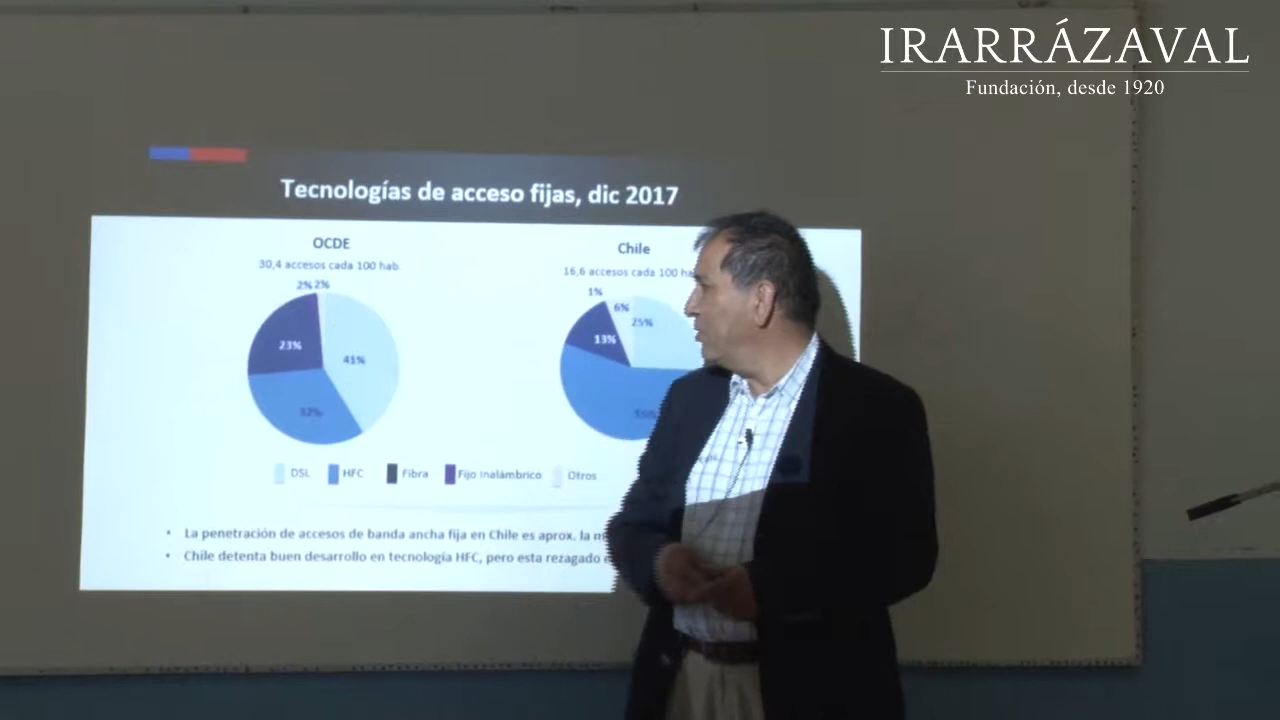 IRARRÁZAVAL
Fundación, desde 1920
Tecnologías de acceso fijas, dic 2017
OCDE
30,4 accesos cada 100 hab
2% 2%
23%
41%
32%
Chile
16,6 accesos cada 100
1%
6%
25%
13%
DSL HFC Fibra Fijo Inalámbrico Otros
• La penetración de accesos de banda ancha fija en Chile es aprox. la
• Chile detenta buen desarrollo en tecnología HFC, pero esta rezagado